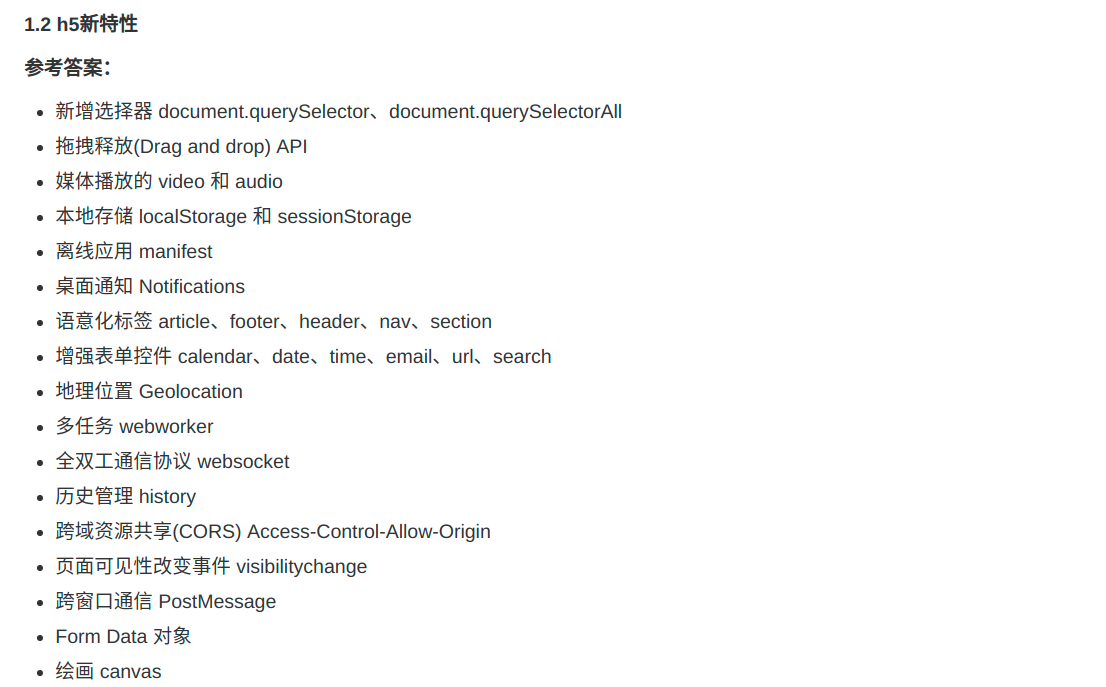 1.2 h5新特性
参考答案：
新增选择器 document.querySelector、document.querySelectorAll
拖拽释放(Drag and drop) API
媒体播放的 video 和 audio
本地存储 localStorage 和 sessionStorage
离线应用 manifest
桌面通知 Notifications
语意化标签 article、footer、header、nav、section
增强表单控件 calendar、date、time、email、url、search
地理位置 Geolocation
多任务 webworker
全双工通信协议 websocket
历史管理 history
跨域资源共享(CORS) Access-Control-Allow-Origin
页面可见性改变事件 visibilitychange
跨窗口通信 PostMessage
Form Data 对象
绘画 canvas